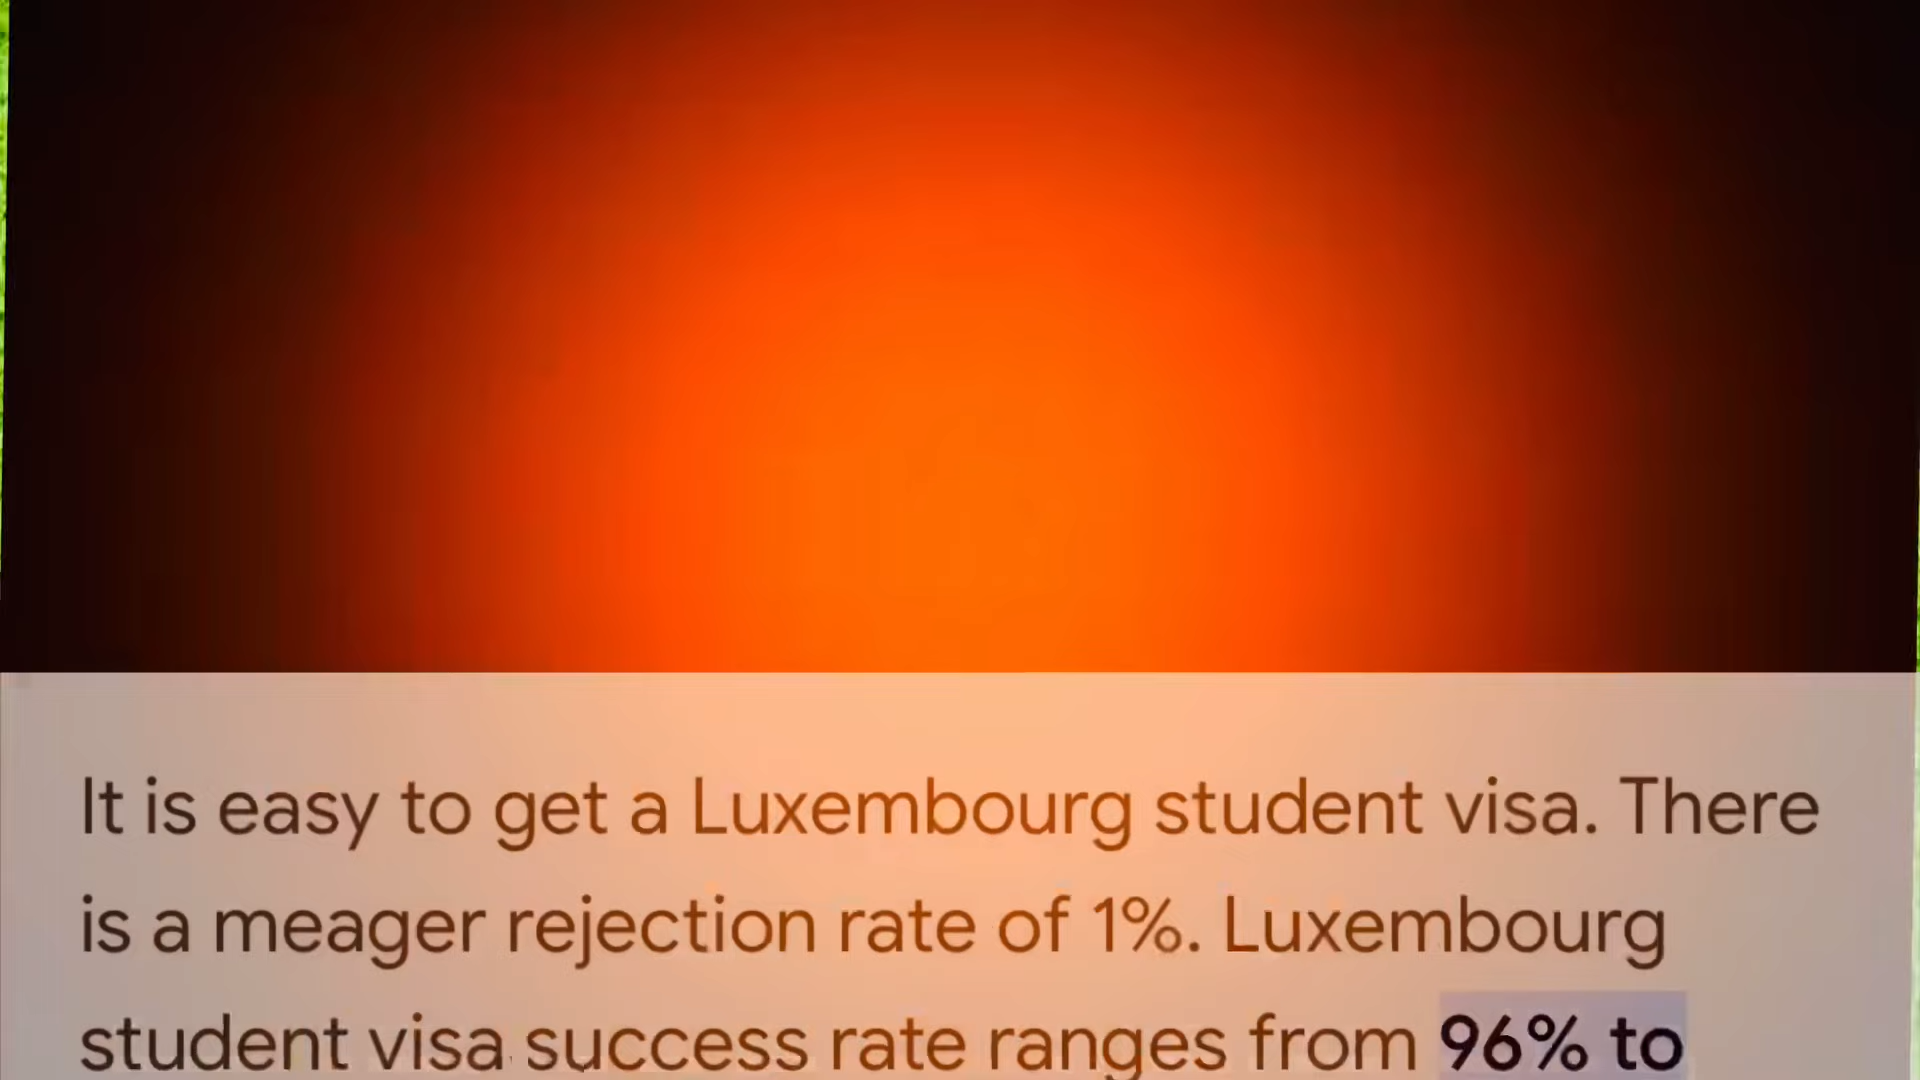 It is easy to get a Luxembourg student visa. There
is a meager rejection rate of 1%. Luxembourg
student visa success rate ranges from 96% to